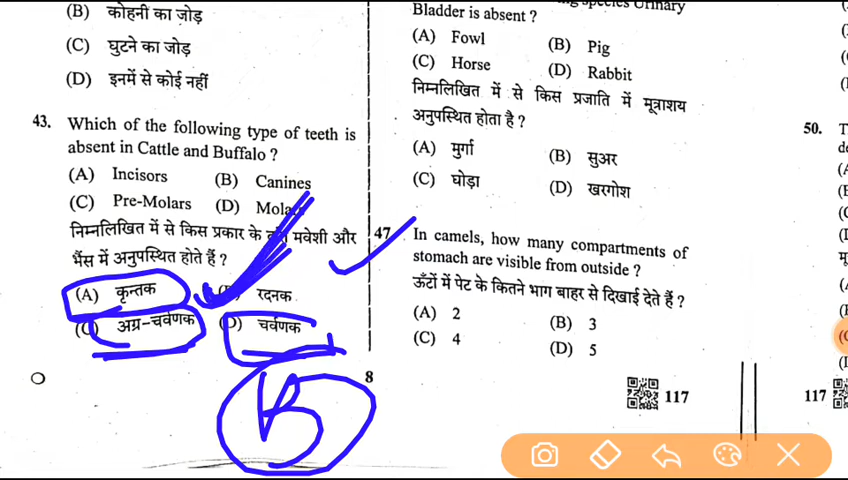 (B) कोहनी का जोड़
(C) घुटने का जोड़
(D) इनमें से कोई नहीं
43. Which of the following type of teeth is
absent in Cattle and Buffalo ?
(A) Incisors (B) Canines
(C) Pre-Molars (D) Molars
निम्नलिखित में से किस प्रकार के मवेशी और
भैंस में अनुपस्थित होते हैं ?
(A) कृन्तक रदनक
(C) अग्र-चर्वणक (D) चर्वणक
B
8
species Urinary
Bladder is absent ?
(A) Fowl (B) Pig
(C) Horse (D) Rabbit
निम्नलिखित में से किस प्रजाति में मूत्राशय
अनुपस्थित होता है ?
(A) मुर्गा (B) सुअर
(C) घोड़ा (D) खरगोश
47. In camels, how many compartments of
stomach are visible from outside ?
ऊँटों में पेट के कितने भाग बाहर से दिखाई देते हैं ?
(A) 2 (B) 3
(C) 4 (D) 5
117
50.
117